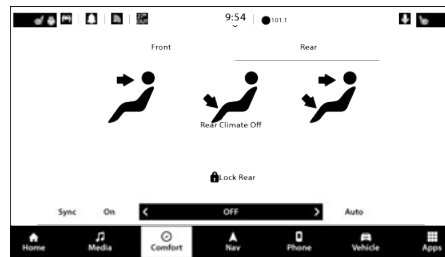 9:54
101.1
Front
Rear
Rear Climate Off
Lock Rear
Sync On OFF Auto
Home Media Comfort Nav Phone Vehicle Apps